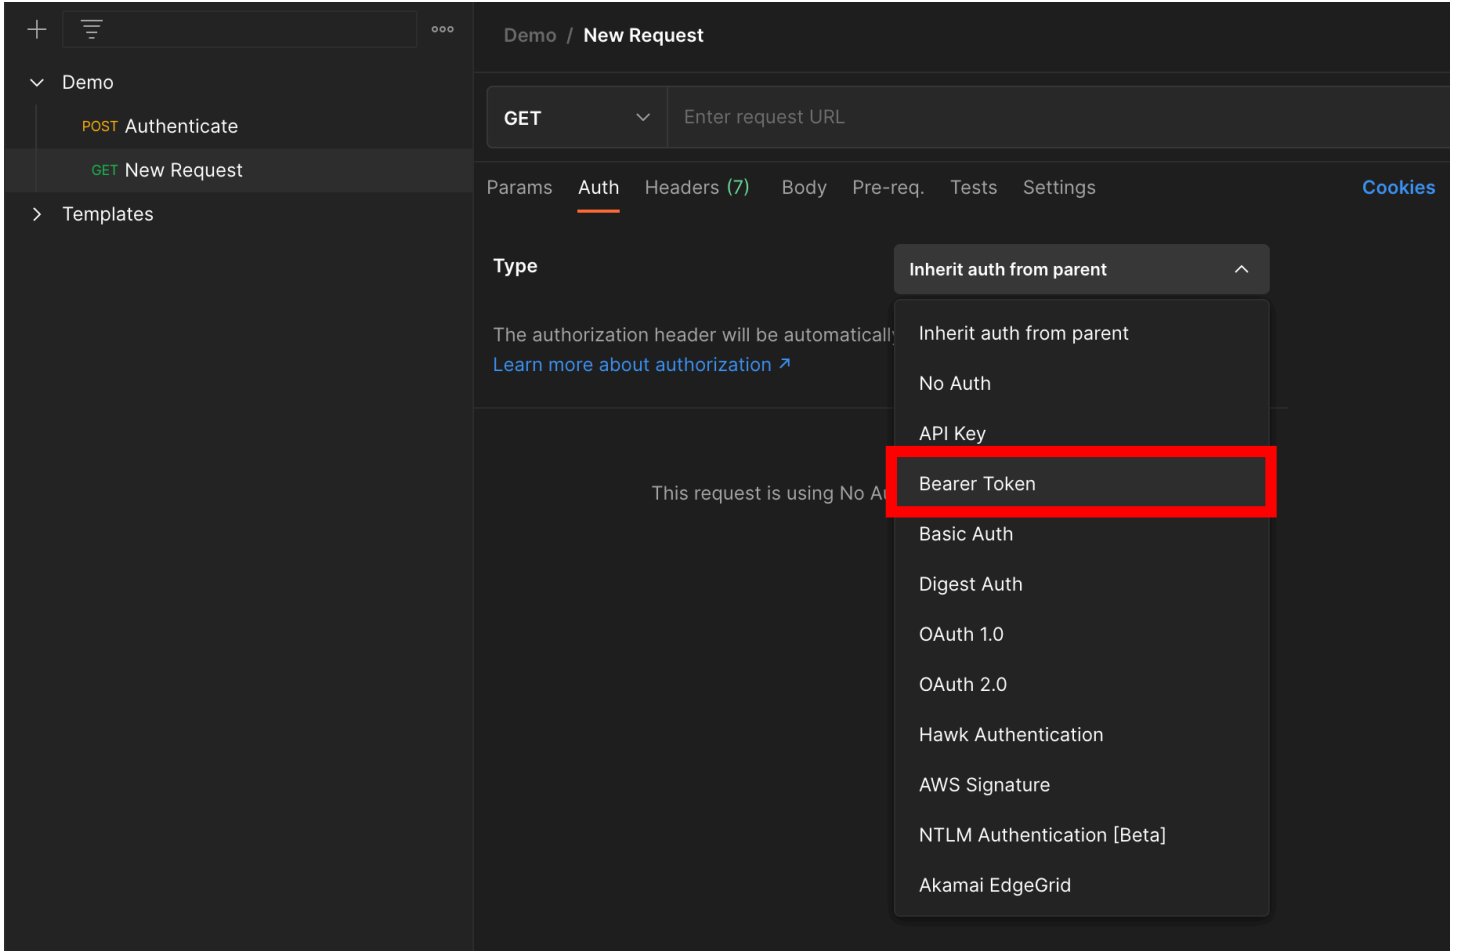 Demo
POST Authenticate
GET New Request
Templates
Demo / New Request
GET Enter request URL
Params Auth Headers (7) Body Pre-req. Tests Settings Cookies
Type Inherit auth from parent
The authorization header will be automatically
Learn more about authorization ↗
This request is using No Au
Inherit auth from parent
No Auth
API Key
Bearer Token
Basic Auth
Digest Auth
OAuth 1.0
OAuth 2.0
Hawk Authentication
AWS Signature
NTLM Authentication [Beta]
Akamai EdgeGrid